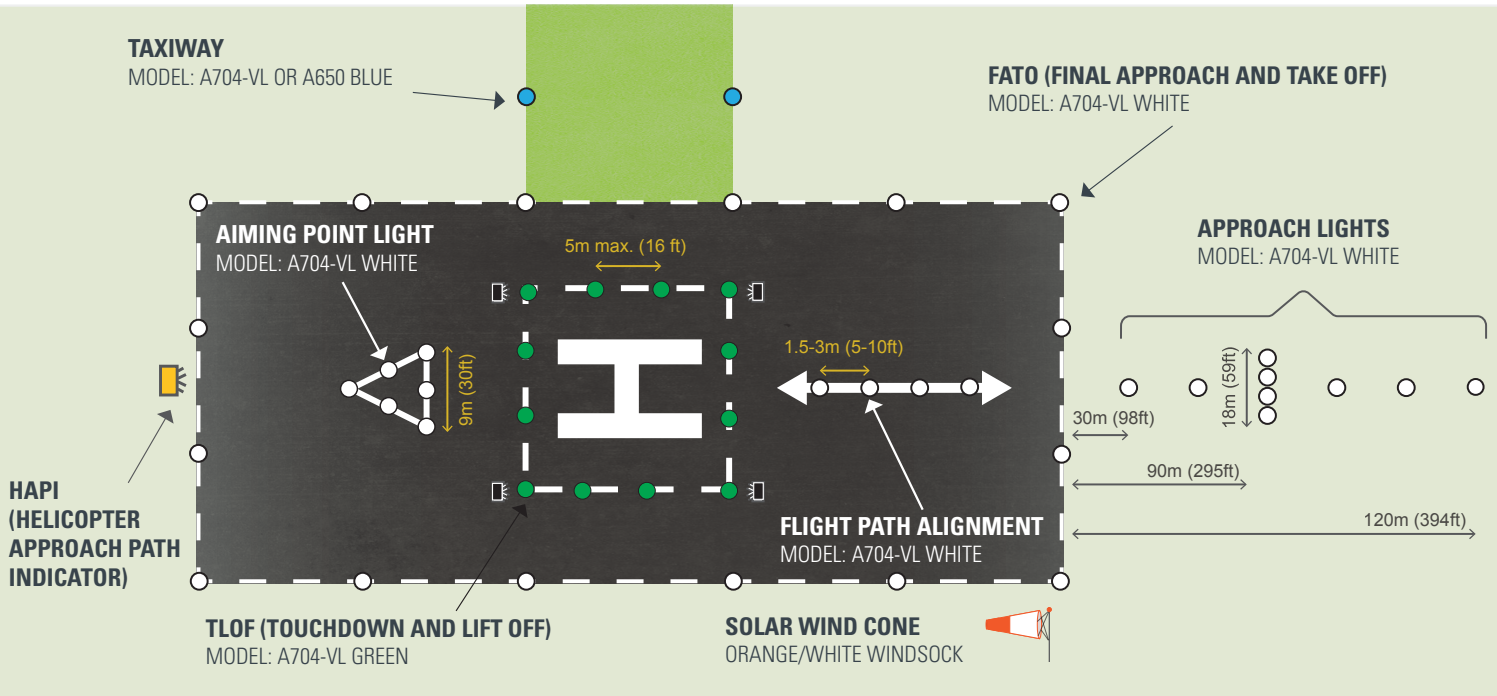 TAXIWAY
MODEL: A704-VL OR A650 BLUE
FATO (FINAL APPROACH AND TAKE OFF)
MODEL: A704-VL WHITE
AIMING POINT LIGHT
MODEL: A704-VL WHITE
5m max. (16 ft)
APPROACH LIGHTS
MODEL: A704-VL WHITE
9m (30ft)
H
1.5-3m (5-10ft)
18m (59ft)
30m (98ft)
90m (295ft)
120m (394ft)
HAPI
(HELICOPTER
APPROACH PATH
INDICATOR)
FLIGHT PATH ALIGNMENT
MODEL: A704-VL WHITE
TLOF (TOUCHDOWN AND LIFT OFF)
MODEL: A704-VL GREEN
SOLAR WIND CONE
ORANGE/WHITE WINDSOCK